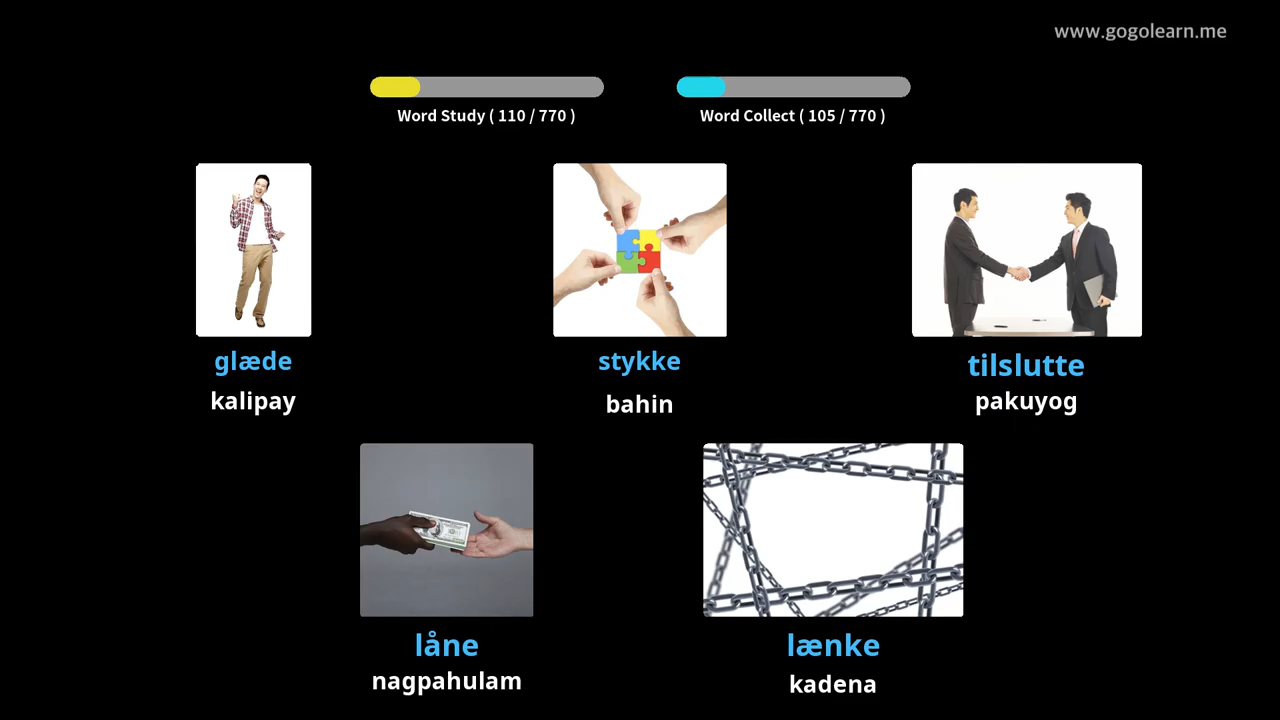 www.gogolearn.me
Word Study ( 110 / 770 )
Word Collect ( 105 / 770 )
glæde
kalipay
stykke
bahin
tilslutte
pakuyog
låne
nagpahulam
lænke
kadena